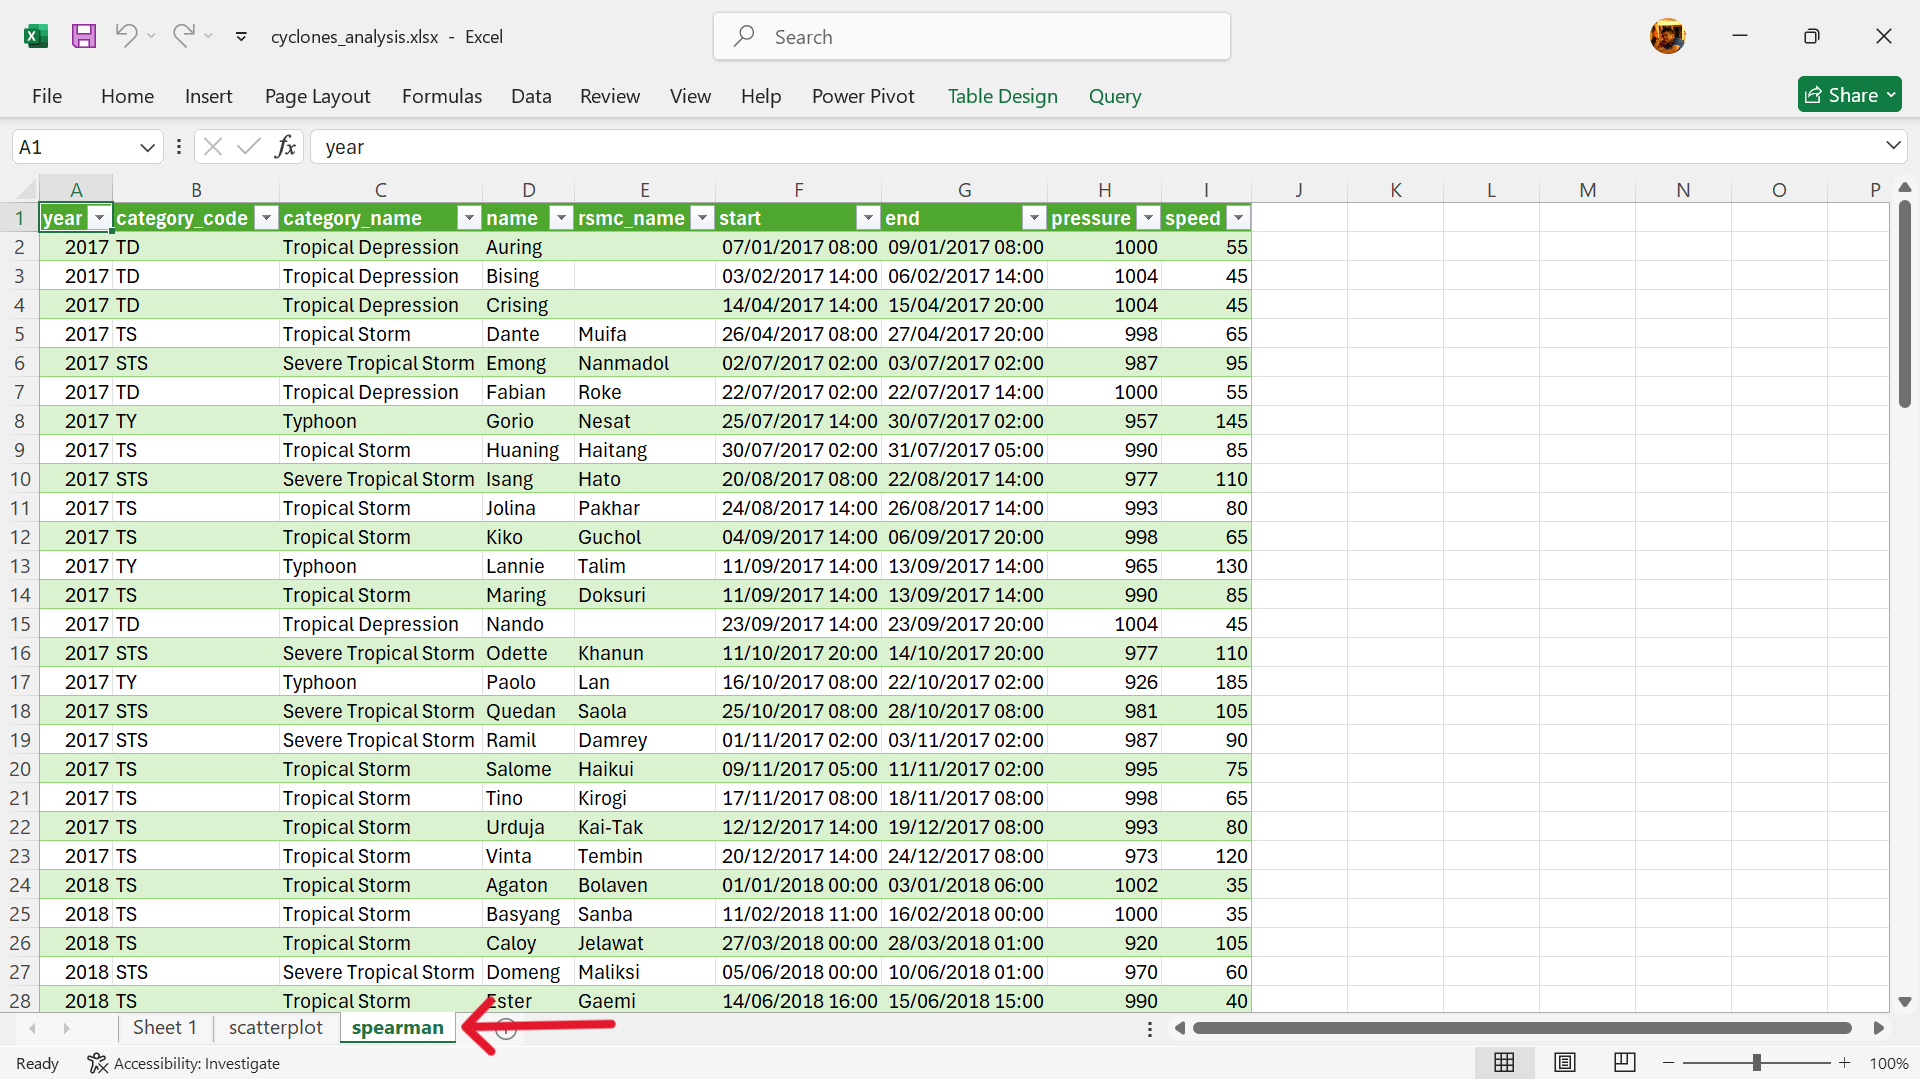 cyclones_analysis.xlsx - Excel
Search
File Home Insert Page Layout Formulas Data Review View Help Power Pivot Table Design Query Share
A1 fx year
A B C D E F G H I J K L M N O P
1 year category_code category_name name rsmc_name start end pressure speed
2 2017 TD Tropical Depression Auring 07/01/2017 08:00 09/01/2017 08:00 1000 55
3 2017 TD Tropical Depression Bising 03/02/2017 14:00 06/02/2017 14:00 1004 45
4 2017 TD Tropical Depression Crising 14/04/2017 14:00 15/04/2017 20:00 1004 45
5 2017 TS Tropical Storm Dante Muifa 26/04/2017 08:00 27/04/2017 20:00 998 65
6 2017 STS Severe Tropical Storm Emong Nanmadol 02/07/2017 02:00 03/07/2017 02:00 987 95
7 2017 TD Tropical Depression Fabian Roke 22/07/2017 02:00 22/07/2017 14:00 1000 55
8 2017 TY Typhoon Gorio Nesat 25/07/2017 14:00 30/07/2017 02:00 957 145
9 2017 TS Tropical Storm Huaning Haitang 30/07/2017 02:00 31/07/2017 05:00 990 85
10 2017 STS Severe Tropical Storm Isang Hato 20/08/2017 08:00 22/08/2017 14:00 977 110
11 2017 TS Tropical Storm Jolina Pakhar 24/08/2017 14:00 26/08/2017 14:00 993 80
12 2017 TS Tropical Storm Kiko Guchol 04/09/2017 14:00 06/09/2017 20:00 998 65
13 2017 TY Typhoon Lannie Talim 11/09/2017 14:00 13/09/2017 14:00 965 130
14 2017 TS Tropical Storm Maring Doksuri 11/09/2017 14:00 13/09/2017 14:00 990 85
15 2017 TD Tropical Depression Nando 23/09/2017 14:00 23/09/2017 20:00 1004 45
16 2017 STS Severe Tropical Storm Odette Khanun 11/10/2017 20:00 14/10/2017 20:00 977 110
17 2017 TY Typhoon Paolo Lan 16/10/2017 08:00 22/10/2017 02:00 926 185
18 2017 STS Severe Tropical Storm Quedan Saola 25/10/2017 08:00 28/10/2017 08:00 981 105
19 2017 STS Severe Tropical Storm Ramil Damrey 01/11/2017 02:00 03/11/2017 02:00 987 90
20 2017 TS Tropical Storm Salome Haikui 09/11/2017 05:00 11/11/2017 02:00 995 75
21 2017 TS Tropical Storm Tino Kirogi 17/11/2017 08:00 18/11/2017 08:00 998 65
22 2017 TS Tropical Storm Urduja Kai-Tak 12/12/2017 14:00 19/12/2017 08:00 993 80
23 2017 TS Tropical Storm Vinta Tembin 20/12/2017 14:00 24/12/2017 08:00 973 120
24 2018 TS Tropical Storm Agaton Bolaven 01/01/2018 00:00 03/01/2018 06:00 1002 35
25 2018 TS Tropical Storm Basyang Sanba 11/02/2018 11:00 16/02/2018 00:00 1000 35
26 2018 TS Tropical Storm Caloy Jelawat 27/03/2018 00:00 28/03/2018 01:00 920 105
27 2018 STS Severe Tropical Storm Domeng Maliksi 05/06/2018 00:00 10/06/2018 01:00 970 60
28 2018 TS Tropical Storm Ester Gaemi 14/06/2018 16:00 15/06/2018 15:00 990 40
Sheet 1 scatterplot spearman
Ready Accessibility: Investigate 100%